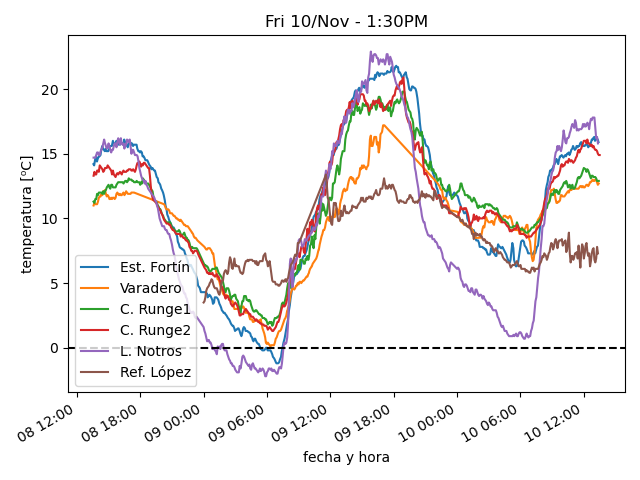 Fri 10/Nov - 1:30PM
temperatura [ºC]
20
15
10
5
0
Est. Fortín
Varadero
C. Runge1
C. Runge2
L. Notros
Ref. López
08 12:00
08 18:00
09 00:00
09 06:00
09 12:00
09 18:00
10 00:00
10 06:00
10 12:00
fecha y hora